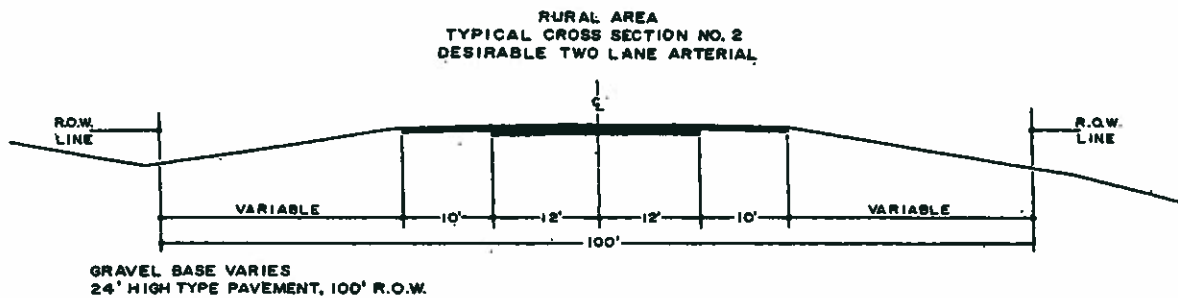 RURAL AREA
TYPICAL CROSS SECTION NO. 2
DESIRABLE TWO LANE ARTERIAL
℄
R.O.W.
LINE
R.O.W.
LINE
VARIABLE 10' 12' 12' 10' VARIABLE
100'
GRAVEL BASE VARIES
24' HIGH TYPE PAVEMENT, 100' R.O.W.